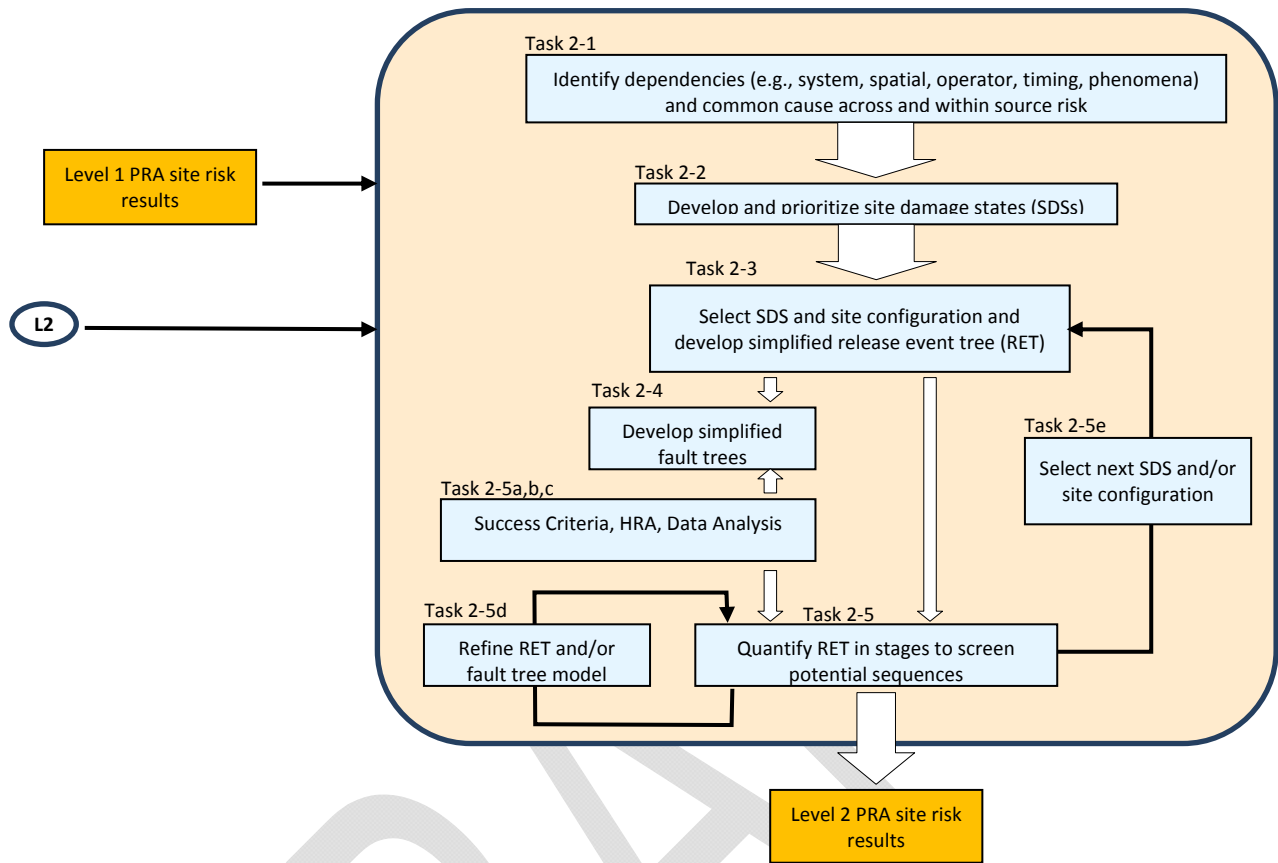 Task 2-1
Identify dependencies (e.g., system, spatial, operator, timing, phenomena)
and common cause across and within source risk
Level 1 PRA site risk
results
Task 2-2
Develop and prioritize site damage states (SDSs)
Task 2-3
Select SDS and site configuration and
develop simplified release event tree (RET)
L2
Task 2-4
Develop simplified
fault trees
Task 2-5e
Select next SDS and/or
site configuration
Task 2-5a,b,c
Success Criteria, HRA, Data Analysis
Task 2-5d
Refine RET and/or
fault tree model
Task 2-5
Quantify RET in stages to screen
potential sequences
Level 2 PRA site risk
results